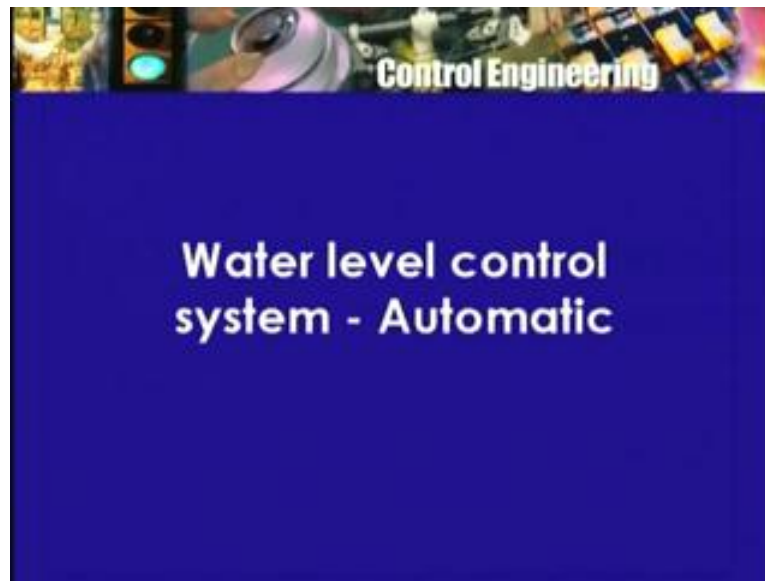 Control Engineering
Water level control
system - Automatic